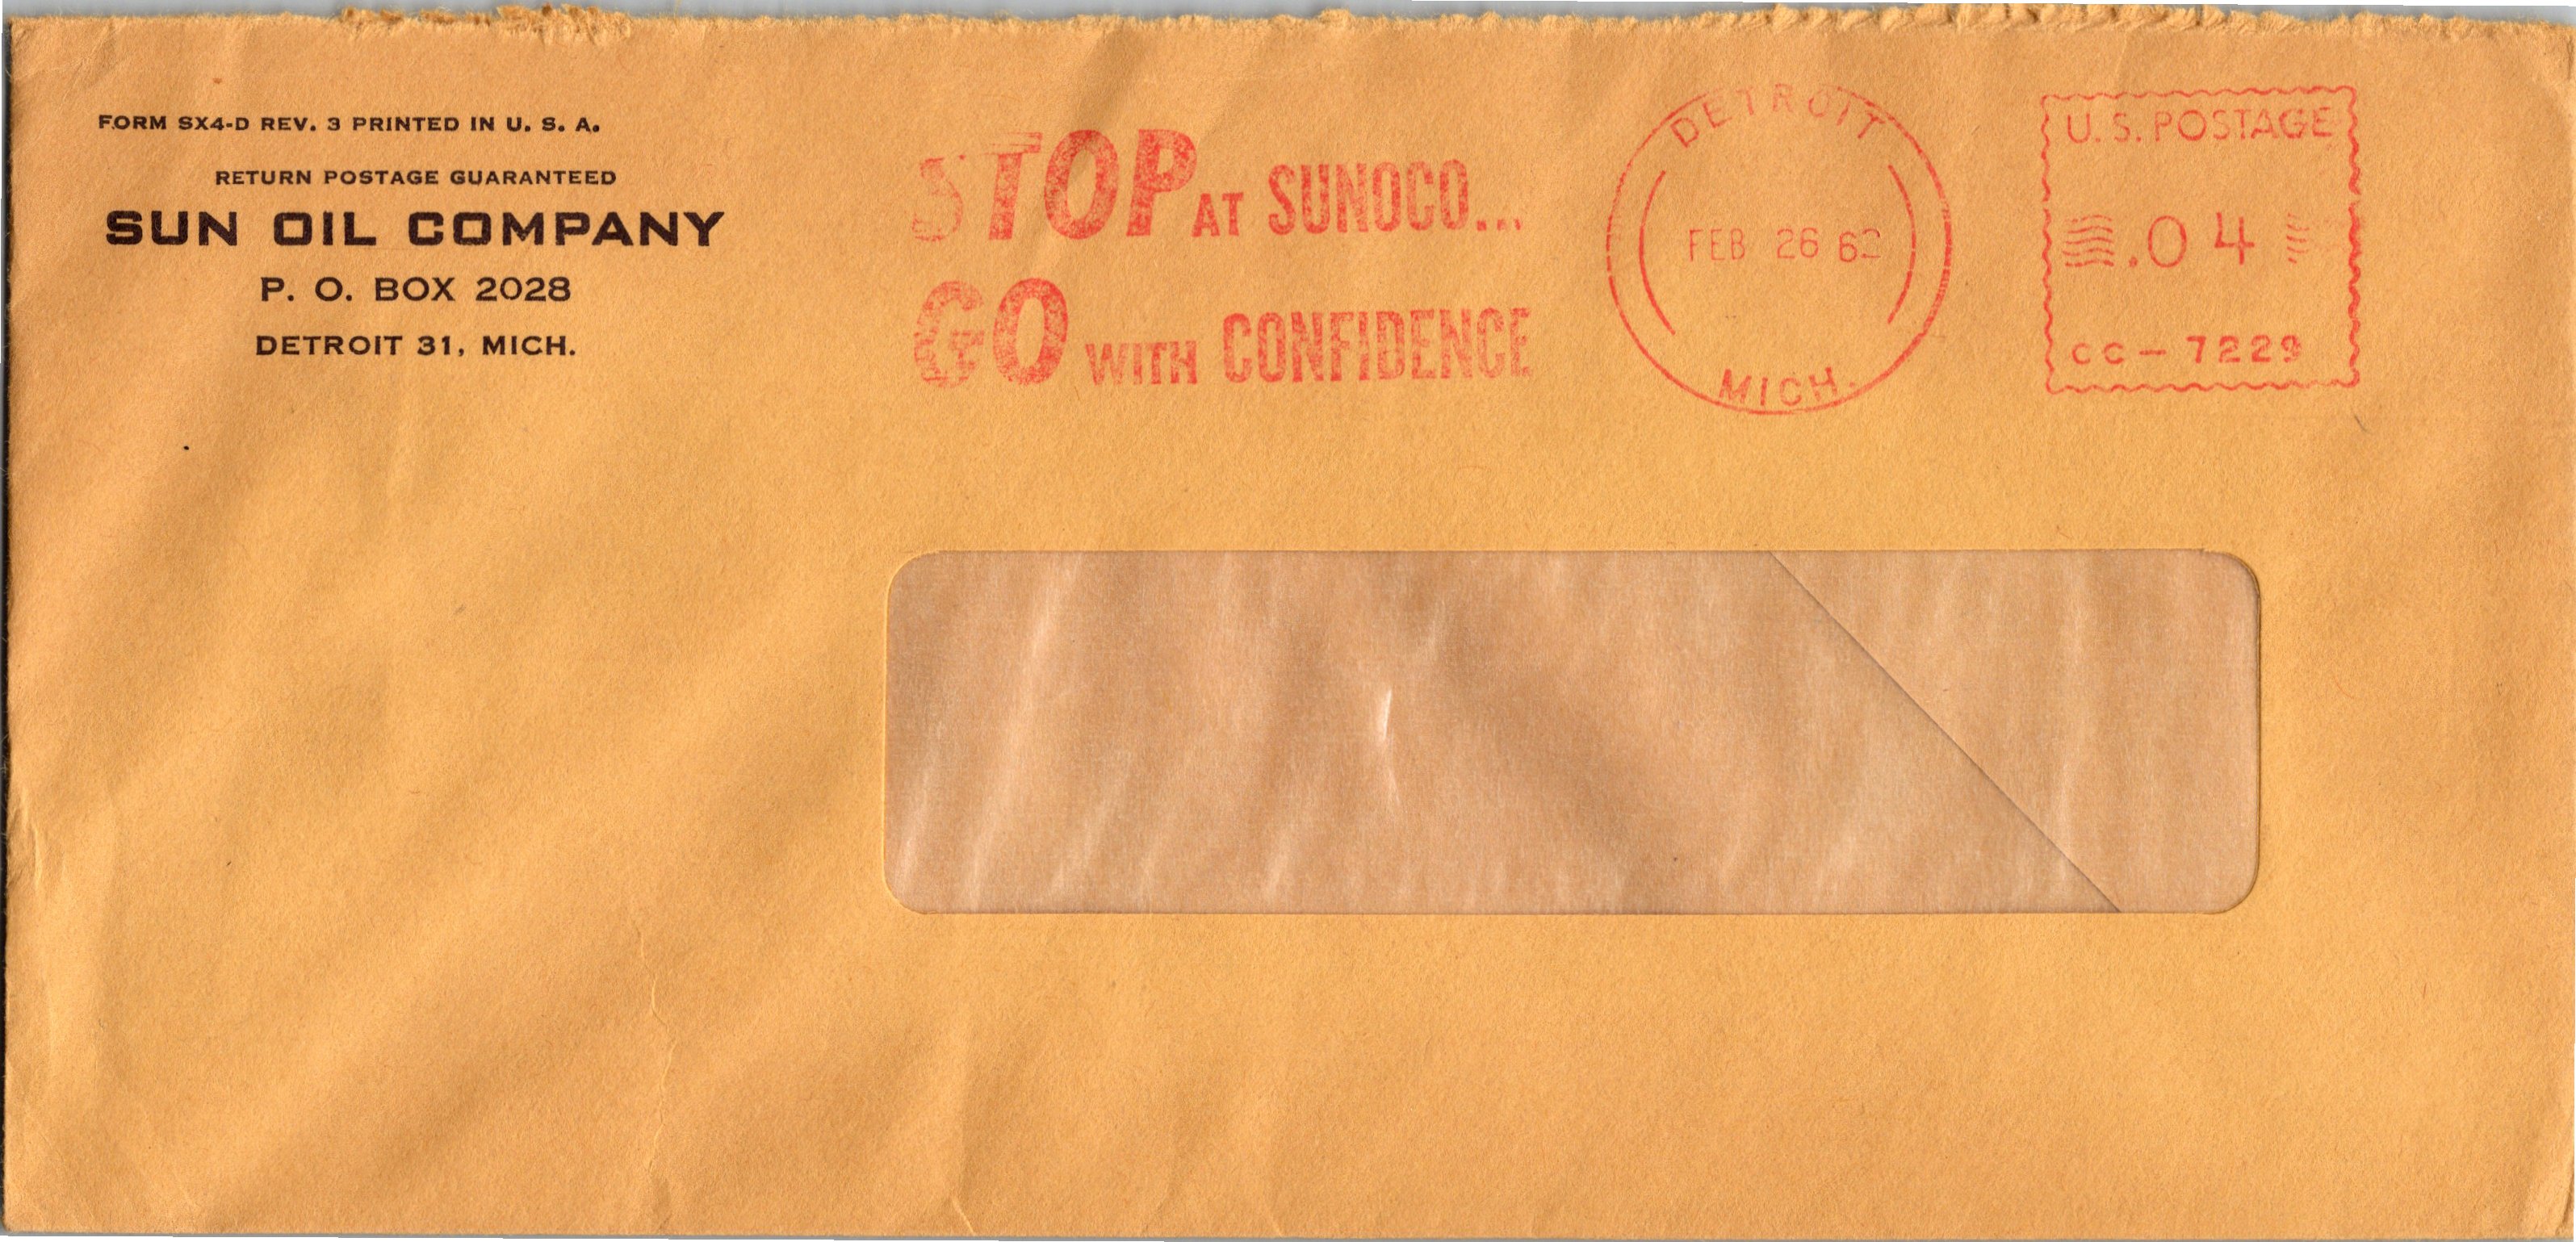 FORM SX4-D REV. 3 PRINTED IN U. S. A.
RETURN POSTAGE GUARANTEED
SUN OIL COMPANY
P. O. BOX 2028
DETROIT 31, MICH.
STOP AT SUNOCO...
GO WITH CONFIDENCE
DETROIT
FEB 26 62
MICH.
U.S. POSTAGE
.04
CC-7229